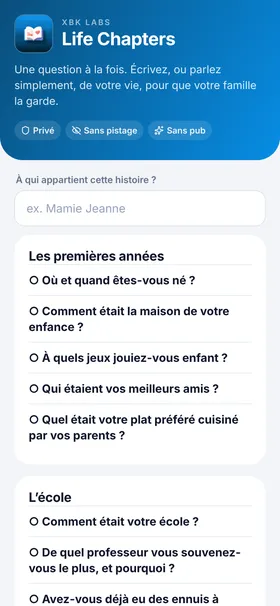 XBK LABS
Life Chapters
Une question à la fois. Écrivez, ou parlez
simplement, de votre vie, pour que votre famille
la garde.
Privé
Sans pistage
Sans pub
À qui appartient cette histoire ?
ex. Mamie Jeanne
Les premières années
Où et quand êtes-vous né ?
Comment était la maison de votre
enfance ?
À quels jeux jouiez-vous enfant ?
Qui étaient vos meilleurs amis ?
Quel était votre plat préféré cuisiné
par vos parents ?
L'école
Comment était votre école ?
De quel professeur vous souvenez-
vous le plus, et pourquoi ?
Avez-vous déjà eu des ennuis à